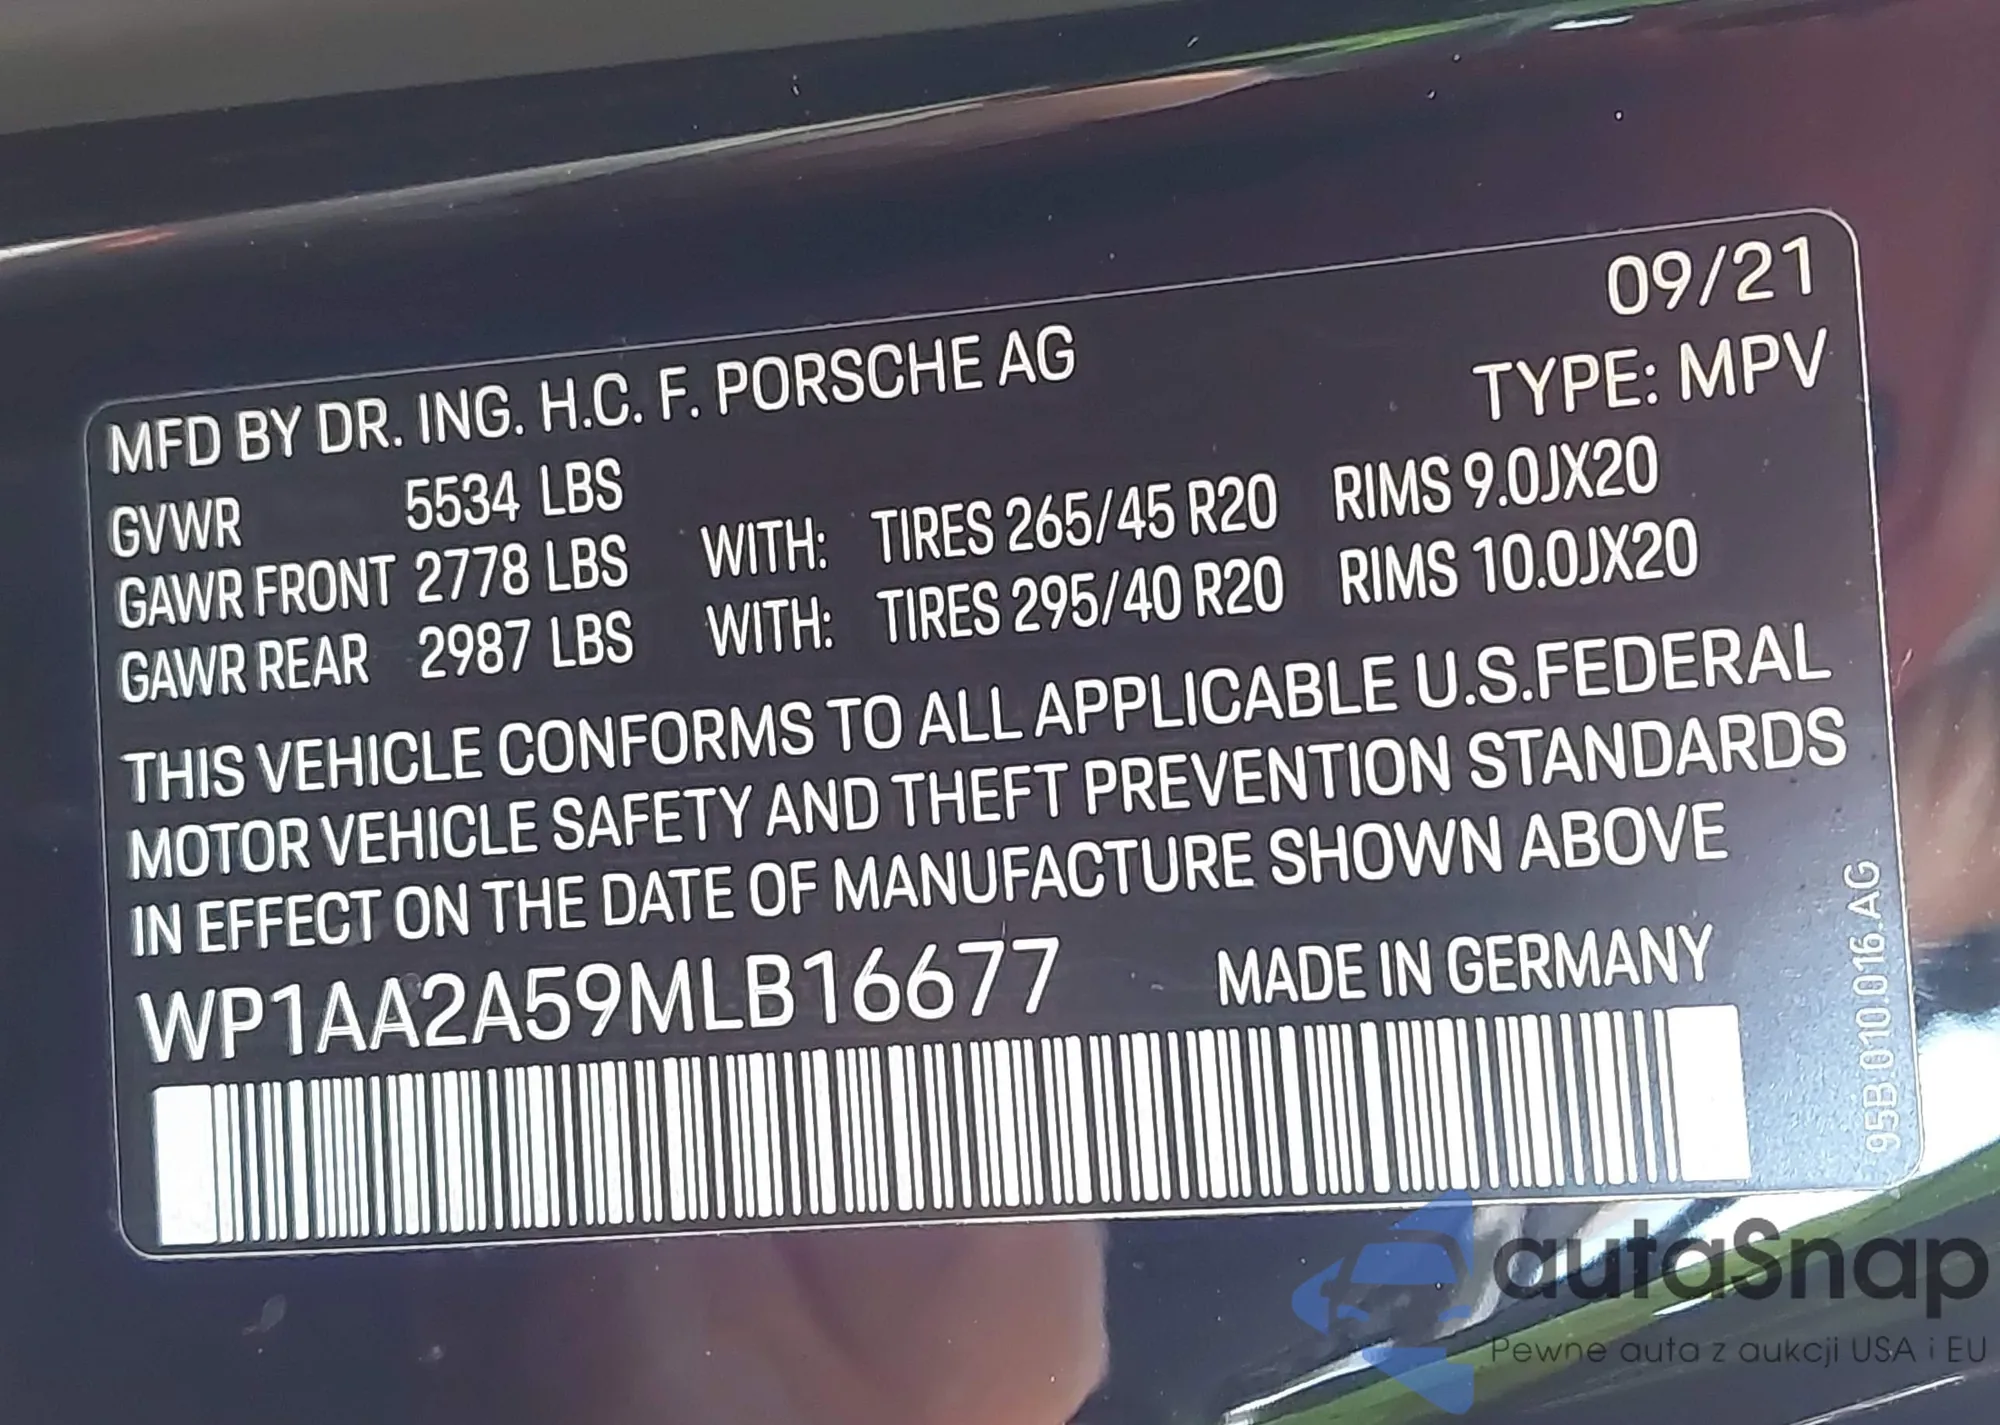 09/21
MFD BY DR. ING. H.C. F. PORSCHE AG
TYPE: MPV
GVWR 5534 LBS
GAWR FRONT 2778 LBS WITH: TIRES 265/45 R20 RIMS 9.0JX20
GAWR REAR 2987 LBS WITH: TIRES 295/40 R20 RIMS 10.0JX20
THIS VEHICLE CONFORMS TO ALL APPLICABLE U.S.FEDERAL
MOTOR VEHICLE SAFETY AND THEFT PREVENTION STANDARDS
IN EFFECT ON THE DATE OF MANUFACTURE SHOWN ABOVE
WP1AA2A59MLB16677 MADE IN GERMANY
95B.010.016.AG
autaSnap
Pewne auta z aukcji USA i EU